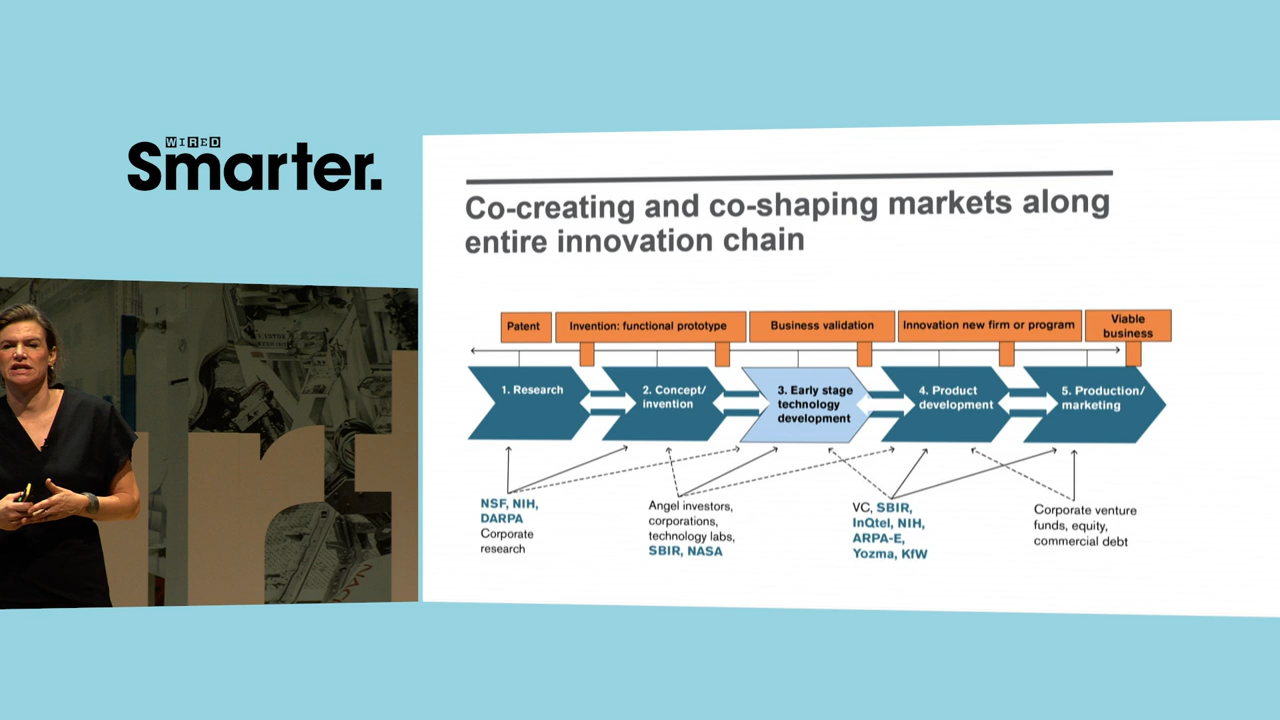 WIRED
Smarter.
Co-creating and co-shaping markets along
entire innovation chain
Patent
Invention: functional prototype
Business validation
Innovation new firm or program
Viable
business
1. Research
2. Concept/
invention
3. Early stage
technology
development
4. Product
development
5. Production/
marketing
NSF, NIH,
DARPA
Corporate
research
Angel investors,
corporations,
technology labs,
SBIR, NASA
VC, SBIR,
InQtel, NIH,
ARPA-E,
Yozma, KfW
Corporate venture
funds, equity,
commercial debt